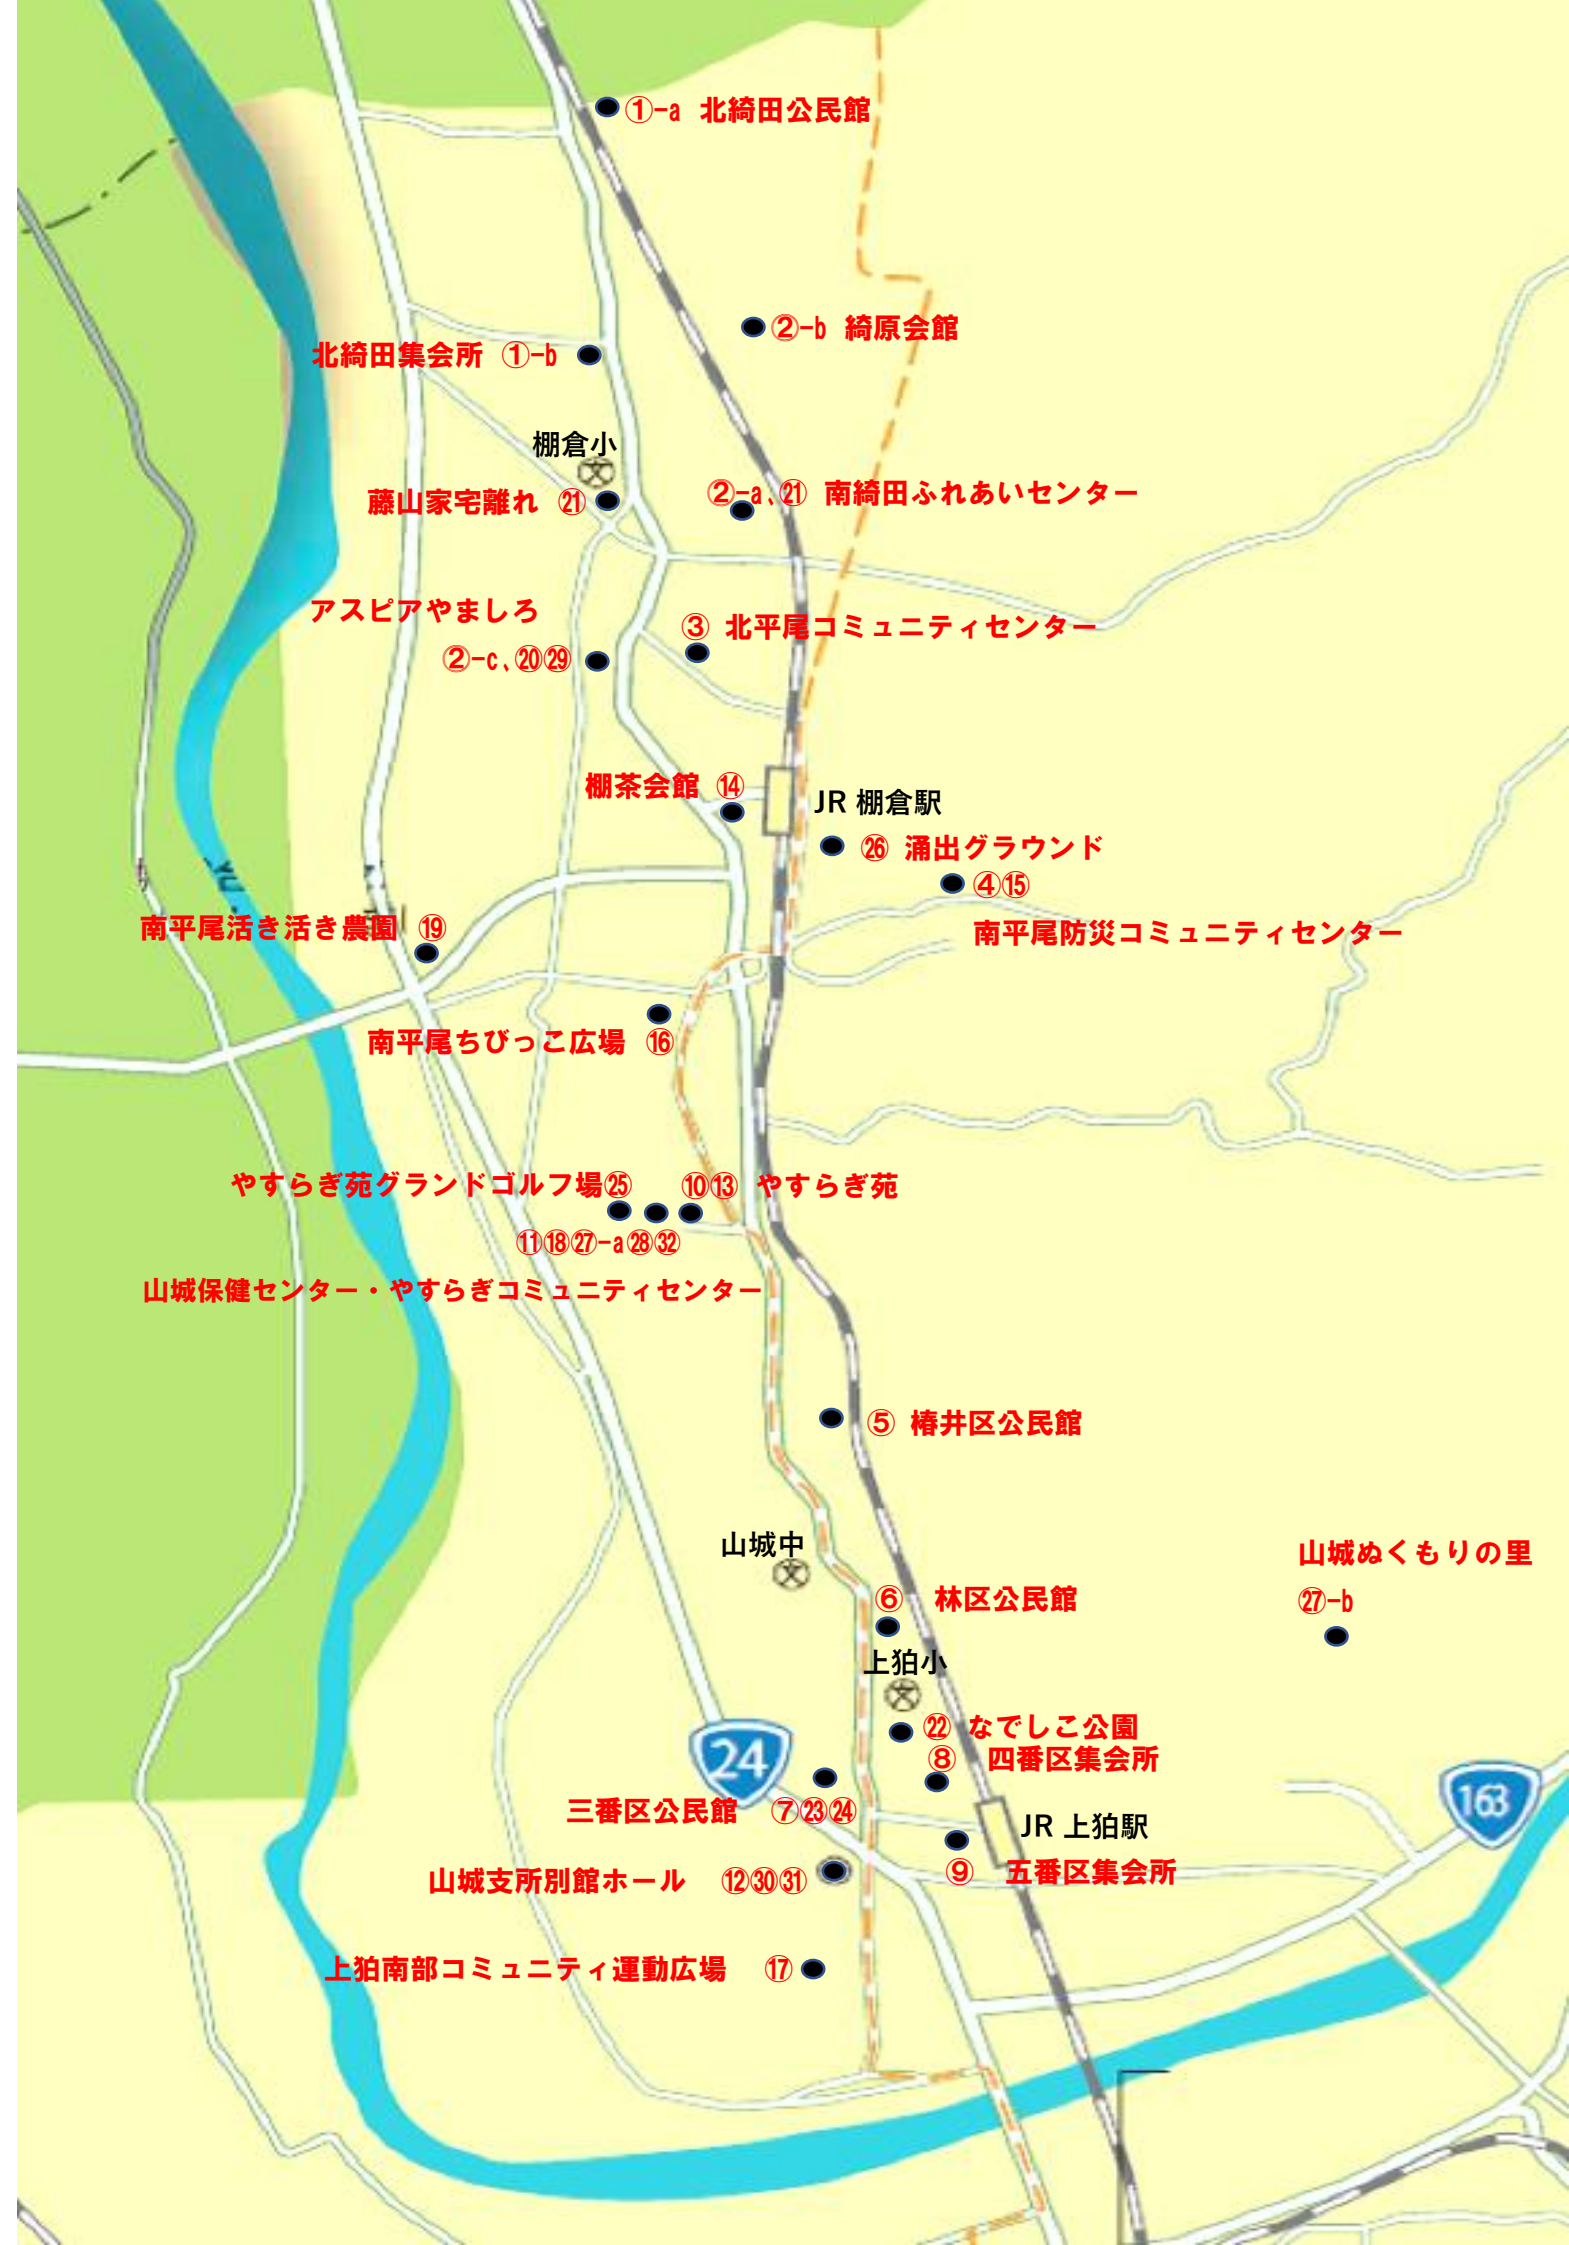 ①-a 北綺田公民館
②-b 綺原会館
北綺田集会所 ①-b
棚倉小
②-a、㉑ 南綺田ふれあいセンター
藤山家宅離れ ㉑
アスピアやましろ
②-c、⑳㉙
③ 北平尾コミュニティセンター
棚茶会館 ⑭
JR 棚倉駅
㉖ 涌出グラウンド
④⑮
南平尾防災コミュニティセンター
南平尾活き活き農園 ⑲
南平尾ちびっこ広場 ⑯
やすらぎ苑グランドゴルフ場㉕
⑩⑬ やすらぎ苑
⑪⑱㉗-a㉘㉜
山城保健センター・やすらぎコミュニティセンター
⑤ 椿井区公民館
山城中
山城ぬくもりの里
㉗-b
⑥ 林区公民館
上狛小
㉒ なでしこ公園
⑧ 四番区集会所
24
163
三番区公民館 ⑦㉓㉔
JR 上狛駅
⑨ 五番区集会所
山城支所別館ホール ⑫㉚㉛
上狛南部コミュニティ運動広場 ⑰